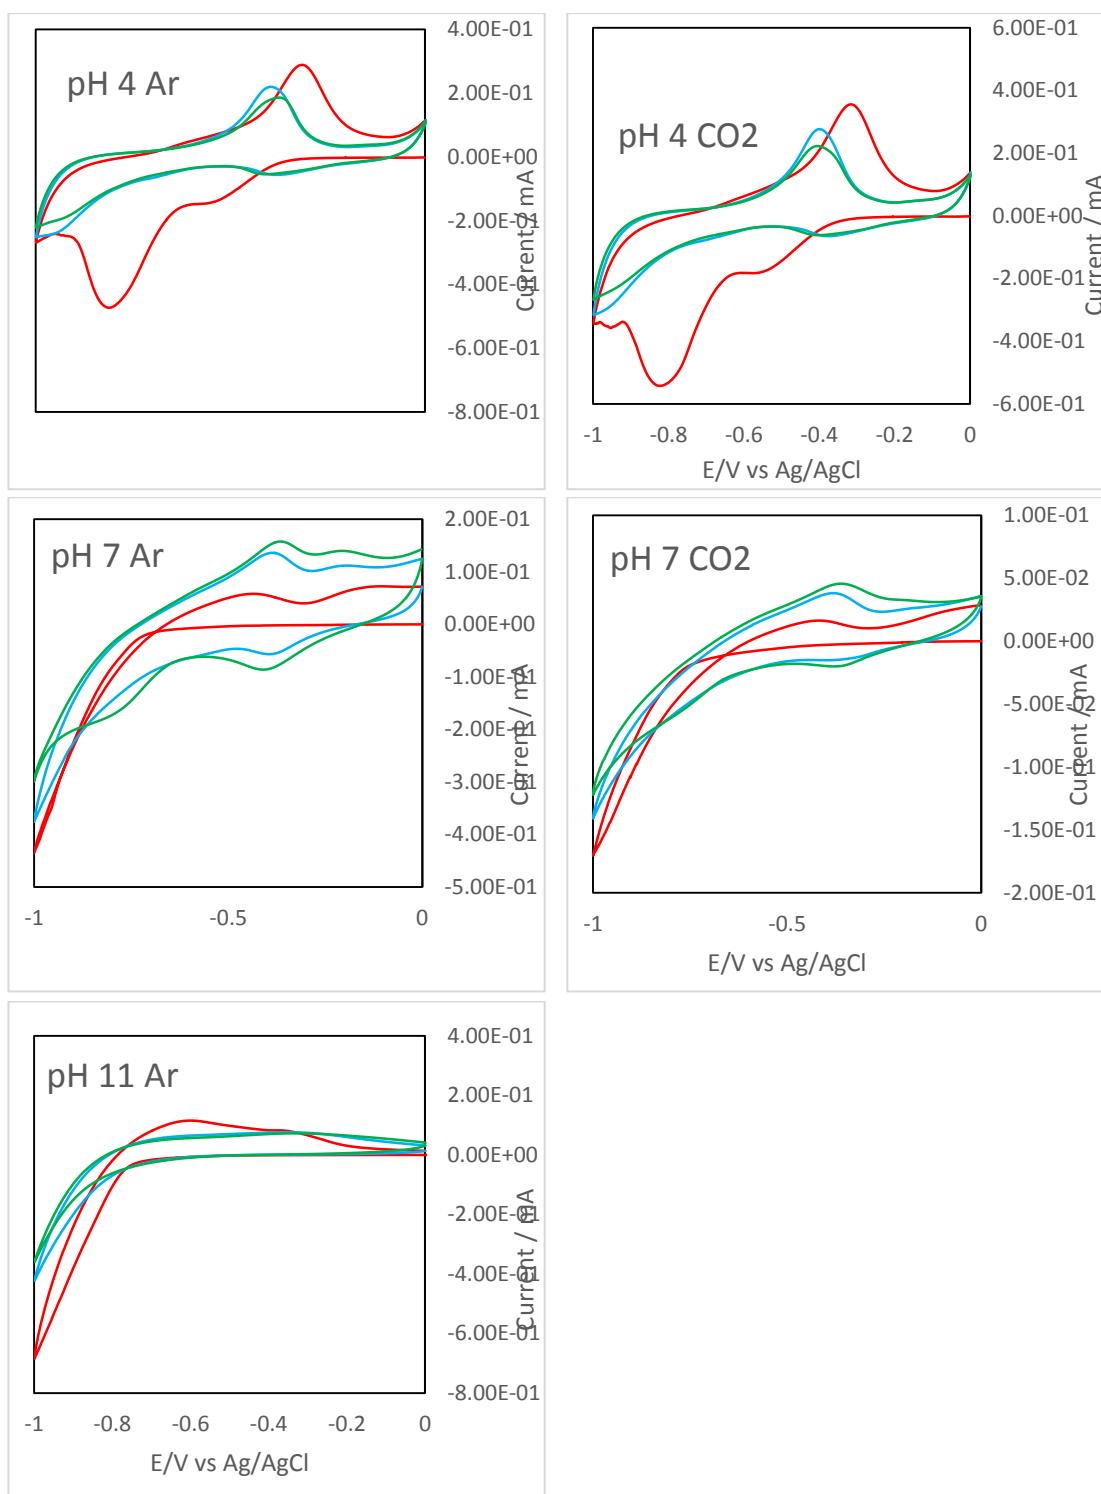 pH 4 Ar
4.00E-01
2.00E-01
0.00E+00
-2.00E-01
-4.00E-01
-6.00E-01
-8.00E-01
Current / mA
pH 4 CO2
6.00E-01
4.00E-01
2.00E-01
0.00E+00
-2.00E-01
-4.00E-01
-6.00E-01
Current / mA
-1 -0.8 -0.6 -0.4 -0.2 0
E/V vs Ag/AgCl
pH 7 Ar
2.00E-01
1.00E-01
0.00E+00
-1.00E-01
-2.00E-01
-3.00E-01
-4.00E-01
-5.00E-01
Current / mA
-1 -0.5 0
pH 7 CO2
1.00E-01
5.00E-02
0.00E+00
-5.00E-02
-1.00E-01
-1.50E-01
-2.00E-01
Current / mA
-1 -0.5 0
E/V vs Ag/AgCl
pH 11 Ar
4.00E-01
2.00E-01
0.00E+00
-2.00E-01
-4.00E-01
-6.00E-01
-8.00E-01
Current / mA
-1 -0.8 -0.6 -0.4 -0.2 0
E/V vs Ag/AgCl